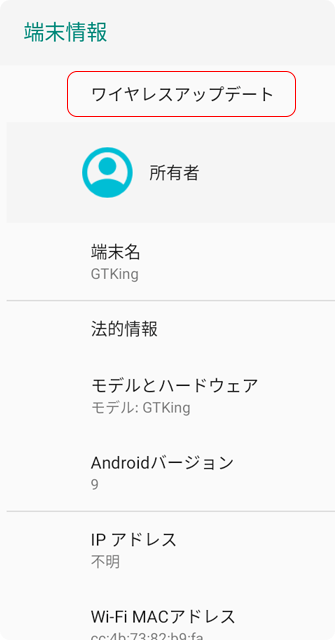 端末情報
ワイヤレスアップデート
所有者
端末名
GTKing
法的情報
モデルとハードウェア
モデル: GTKing
Androidバージョン
9
IP アドレス
不明
Wi-Fi MACアドレス
cc:4b:73:82:b9:fa